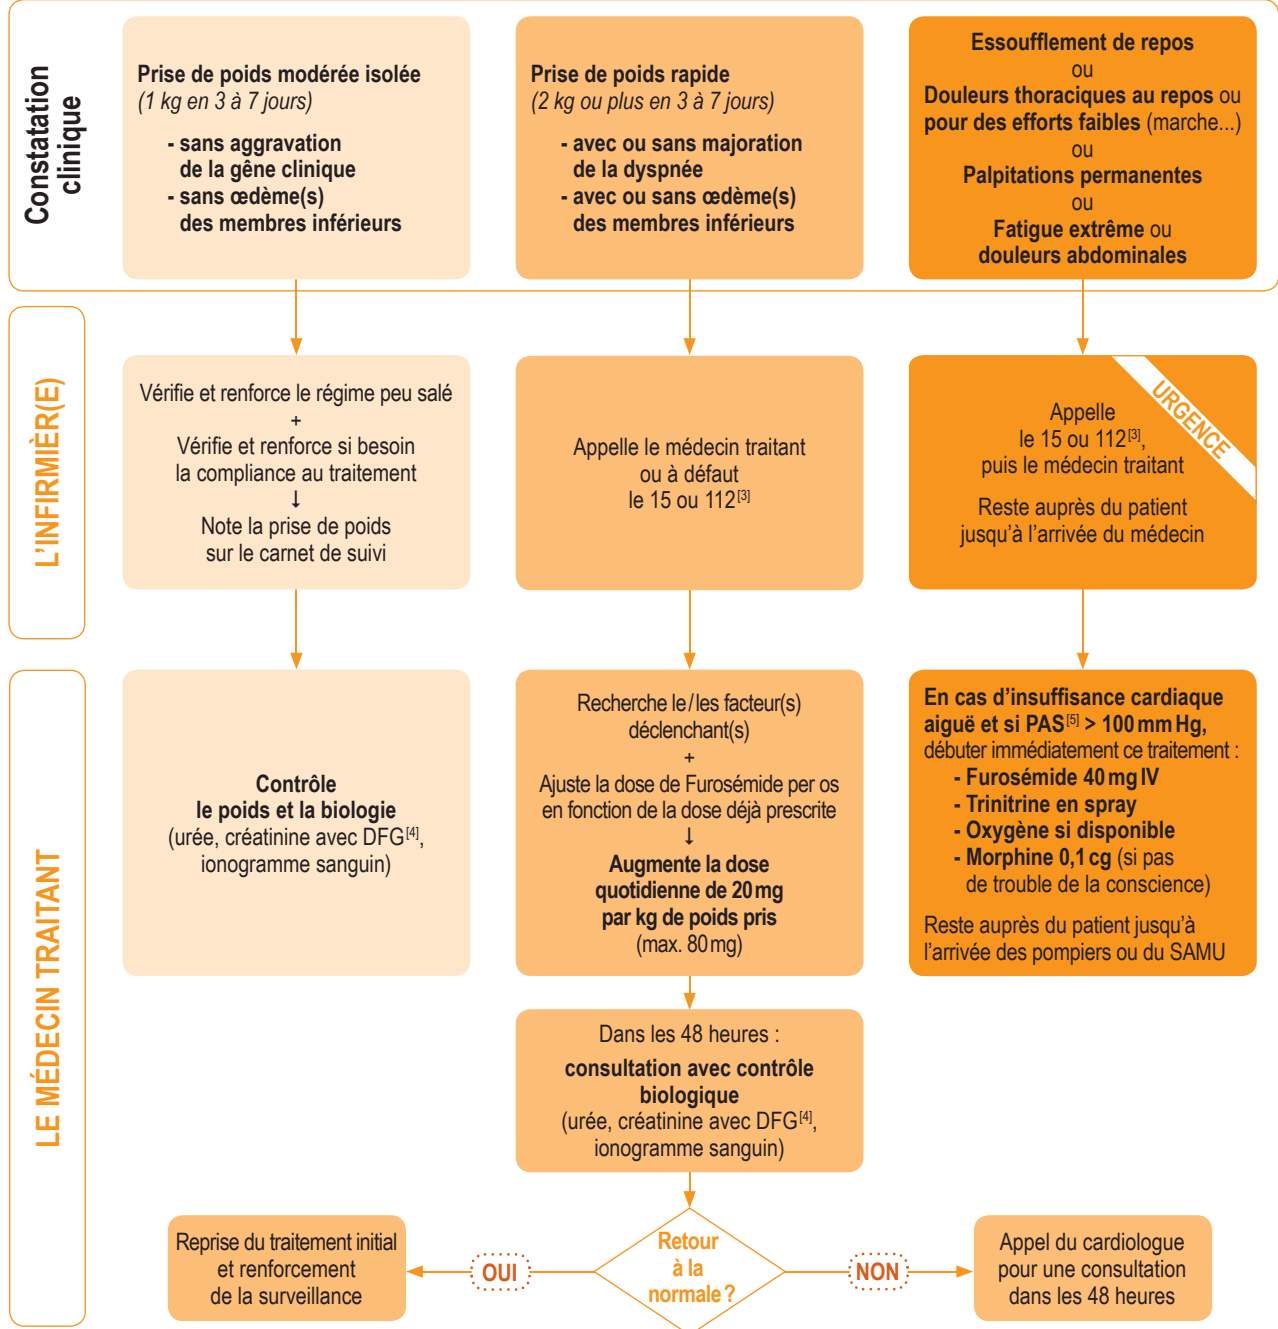 Constatation
clinique
Prise de poids modérée isolée
(1 kg en 3 à 7 jours)
- sans aggravation
de la gêne clinique
- sans œdème(s)
des membres inférieurs
Prise de poids rapide
(2 kg ou plus en 3 à 7 jours)
- avec ou sans majoration
de la dyspnée
- avec ou sans œdème(s)
des membres inférieurs
Essoufflement de repos
ou
Douleurs thoraciques au repos ou
pour des efforts faibles (marche...)
ou
Palpitations permanentes
ou
Fatigue extrême ou
douleurs abdominales
L'INFIRMIÈR(E)
Vérifie et renforce le régime peu salé
+
Vérifie et renforce si besoin
la compliance au traitement
↓
Note la prise de poids
sur le carnet de suivi
Appelle le médecin traitant
ou à défaut
le 15 ou 112[3]
URGENCE
Appelle
le 15 ou 112[3],
puis le médecin traitant
Reste auprès du patient
jusqu'à l'arrivée du médecin
LE MÉDECIN TRAITANT
Contrôle
le poids et la biologie
(urée, créatinine avec DFG[4],
ionogramme sanguin)
Recherche le/les facteur(s)
déclenchant(s)
+
Ajuste la dose de Furosémide per os
en fonction de la dose déjà prescrite
↓
Augmente la dose
quotidienne de 20 mg
par kg de poids pris
(max. 80 mg)
En cas d'insuffisance cardiaque
aiguë et si PAS[5] > 100 mm Hg,
débuter immédiatement ce traitement :
- Furosémide 40 mg IV
- Trinitrine en spray
- Oxygène si disponible
- Morphine 0,1 cg (si pas
de trouble de la conscience)
Reste auprès du patient jusqu'à
l'arrivée des pompiers ou du SAMU
Dans les 48 heures :
consultation avec contrôle
biologique
(urée, créatinine avec DFG[4],
ionogramme sanguin)
Reprise du traitement initial
et renforcement
de la surveillance
OUI
Retour
à la
normale ?
NON
Appel du cardiologue
pour une consultation
dans les 48 heures